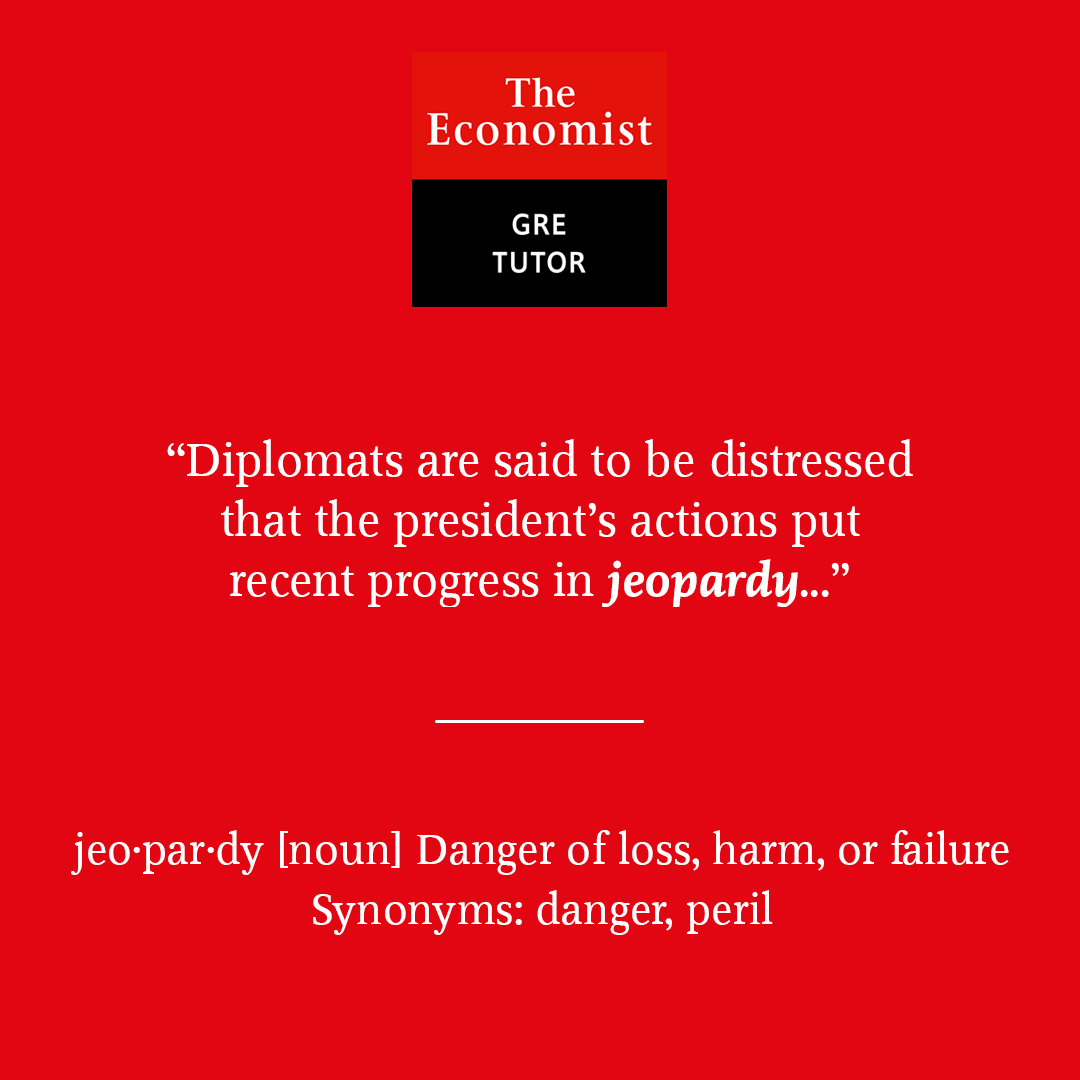 The
Economist
GRE
TUTOR
“Diplomats are said to be distressed
that the president’s actions put
recent progress in jeopardy...”
jeo·par·dy [noun] Danger of loss, harm, or failure
Synonyms: danger, peril